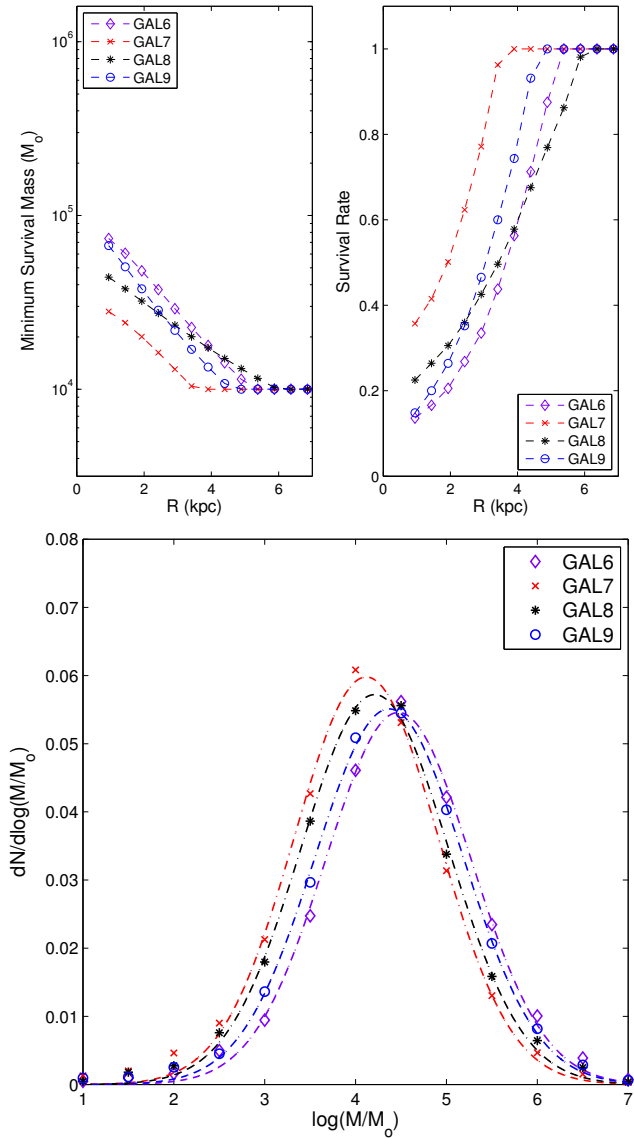 10^6
10^5
10^4
Minimum Survival Mass (M_o)
0 2 4 6
R (kpc)
GAL6
GAL7
GAL8
GAL9
1
0.8
0.6
0.4
0.2
0
Survival Rate
0 2 4 6
R (kpc)
GAL6
GAL7
GAL8
GAL9
0.08
0.07
0.06
0.05
0.04
0.03
0.02
0.01
0
dN/dlog(M/M_o)
1 2 3 4 5 6 7
log(M/M_o)
GAL6
GAL7
GAL8
GAL9